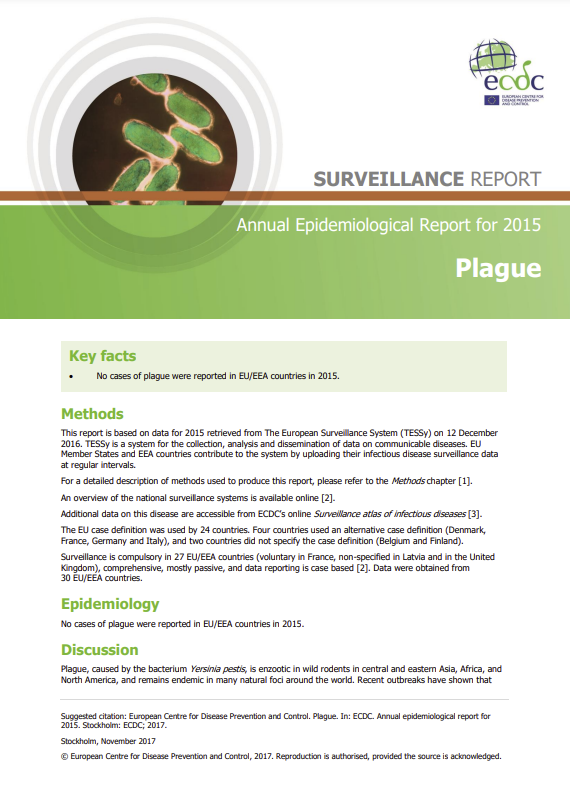 ecdc
EUROPEAN CENTRE FOR
DISEASE PREVENTION
AND CONTROL
SURVEILLANCE REPORT
Annual Epidemiological Report for 2015
Plague
Key facts
• No cases of plague were reported in EU/EEA countries in 2015.
Methods
This report is based on data for 2015 retrieved from The European Surveillance System (TESSy) on 12 December
2016. TESSy is a system for the collection, analysis and dissemination of data on communicable diseases. EU
Member States and EEA countries contribute to the system by uploading their infectious disease surveillance data
at regular intervals.
For a detailed description of methods used to produce this report, please refer to the Methods chapter [1].
An overview of the national surveillance systems is available online [2].
Additional data on this disease are accessible from ECDC's online Surveillance atlas of infectious diseases [3].
The EU case definition was used by 24 countries. Four countries used an alternative case definition (Denmark,
France, Germany and Italy), and two countries did not specify the case definition (Belgium and Finland).
Surveillance is compulsory in 27 EU/EEA countries (voluntary in France, non-specified in Latvia and in the United
Kingdom), comprehensive, mostly passive, and data reporting is case based [2]. Data were obtained from
30 EU/EEA countries.
Epidemiology
No cases of plague were reported in EU/EEA countries in 2015.
Discussion
Plague, caused by the bacterium Yersinia pestis, is enzootic in wild rodents in central and eastern Asia, Africa, and
North America, and remains endemic in many natural foci around the world. Recent outbreaks have shown that
Suggested citation: European Centre for Disease Prevention and Control. Plague. In: ECDC. Annual epidemiological report for
2015. Stockholm: ECDC; 2017.
Stockholm, November 2017
© European Centre for Disease Prevention and Control, 2017. Reproduction is authorised, provided the source is acknowledged.